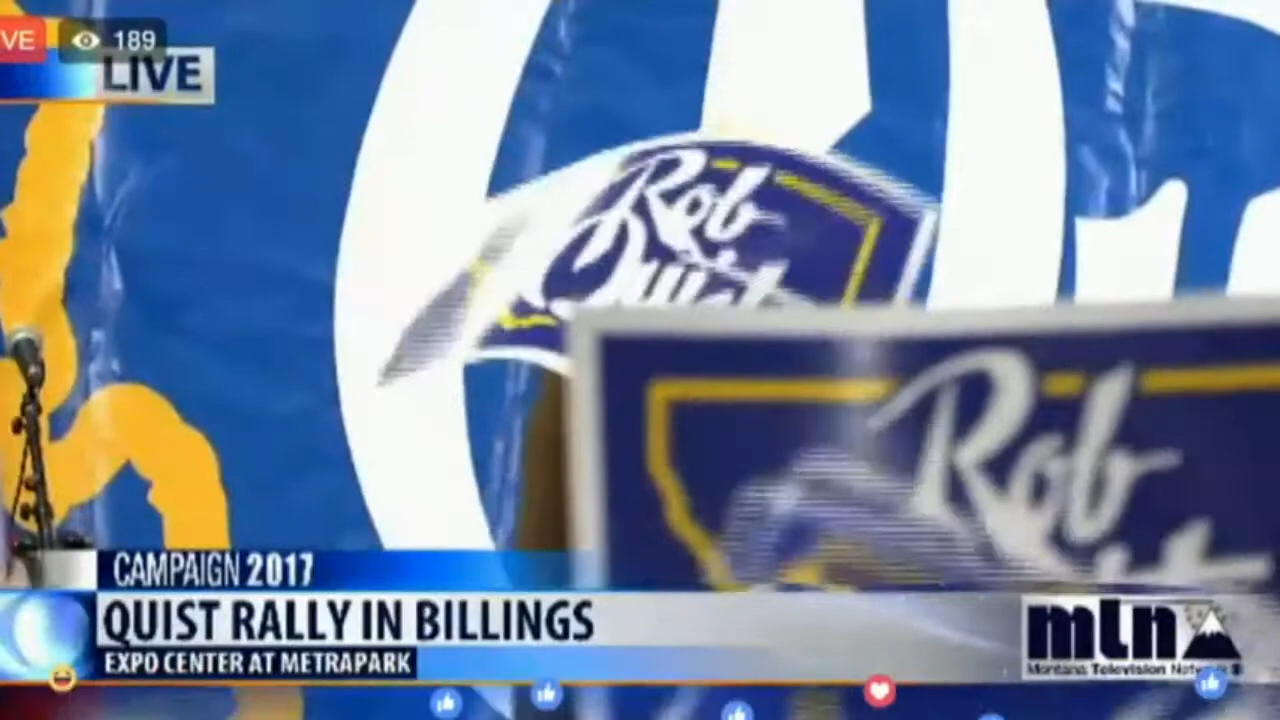 VE 189
LIVE
Rob
Quist
Rob
CAMPAIGN 2017
QUIST RALLY IN BILLINGS
EXPO CENTER AT METRAPARK
mtn
Montana Television Network